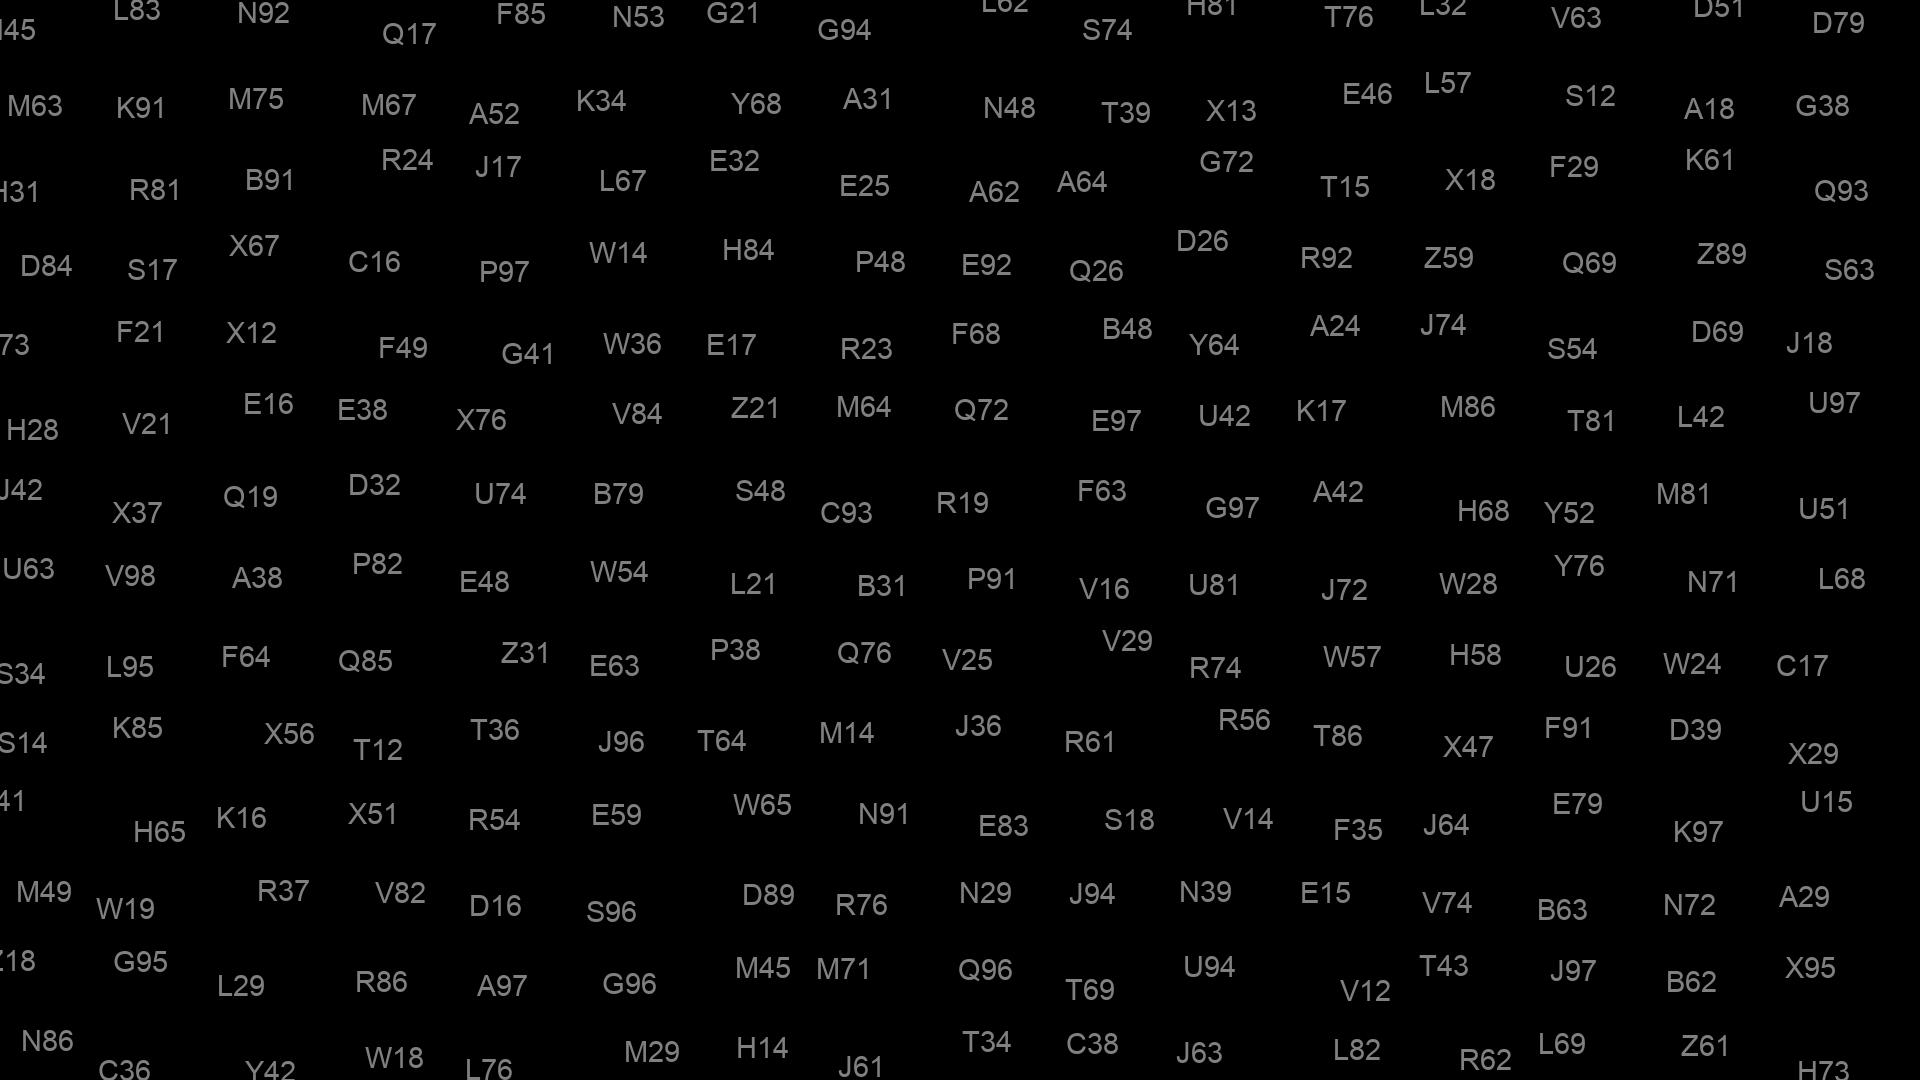 L83 N92 Q17 F85 N53 G21 G94 L62 S74 H81 T76 L32 V63 D51 D79
M63 K91 M75 M67 A52 K34 Y68 A31 N48 T39 X13 E46 L57 S12 A18 G38
H31 R81 B91 R24 J17 L67 E32 E25 A62 A64 G72 T15 X18 F29 K61 Q93
D84 S17 X67 C16 P97 W14 H84 P48 E92 Q26 D26 R92 Z59 Q69 Z89 S63
73 F21 X12 F49 G41 W36 E17 R23 F68 B48 Y64 A24 J74 S54 D69 J18
H28 V21 E16 E38 X76 V84 Z21 M64 Q72 E97 U42 K17 M86 T81 L42 U97
J42 X37 Q19 D32 U74 B79 S48 C93 R19 F63 G97 A42 H68 Y52 M81 U51
U63 V98 A38 P82 E48 W54 L21 B31 P91 V16 U81 J72 W28 Y76 N71 L68
S34 L95 F64 Q85 Z31 E63 P38 Q76 V25 V29 R74 W57 H58 U26 W24 C17
S14 K85 X56 T12 T36 J96 T64 M14 J36 R61 R56 T86 X47 F91 D39 X29
41 H65 K16 X51 R54 E59 W65 N91 E83 S18 V14 F35 J64 E79 K97 U15
M49 W19 R37 V82 D16 S96 D89 R76 N29 J94 N39 E15 V74 B63 N72 A29
Z18 G95 L29 R86 A97 G96 M45 M71 Q96 T69 U94 V12 T43 J97 B62 X95
N86 C36 Y42 W18 L76 M29 H14 J61 T34 C38 J63 L82 R62 L69 Z61 H73